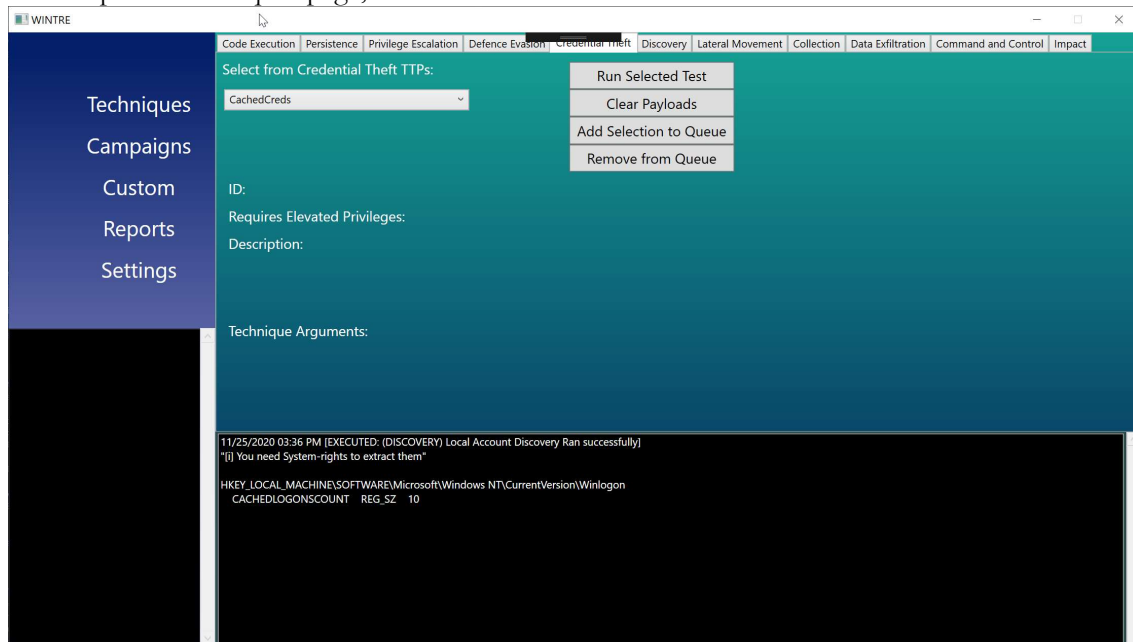 WINTRE
Code Execution Persistence Privilege Escalation Defence Evasion Credential Theft Discovery Lateral Movement Collection Data Exfiltration Command and Control Impact
Techniques
Campaigns
Custom
Reports
Settings
Select from Credential Theft TTPs:
CachedCreds
Run Selected Test
Clear Payloads
Add Selection to Queue
Remove from Queue
ID:
Requires Elevated Privileges:
Description:
Technique Arguments:
11/25/2020 03:36 PM [EXECUTED: (DISCOVERY) Local Account Discovery Ran successfully]
"[i] You need System-rights to extract them"
HKEY_LOCAL_MACHINE\SOFTWARE\Microsoft\Windows NT\CurrentVersion\Winlogon
CACHEDLOGONSCOUNT REG_SZ 10